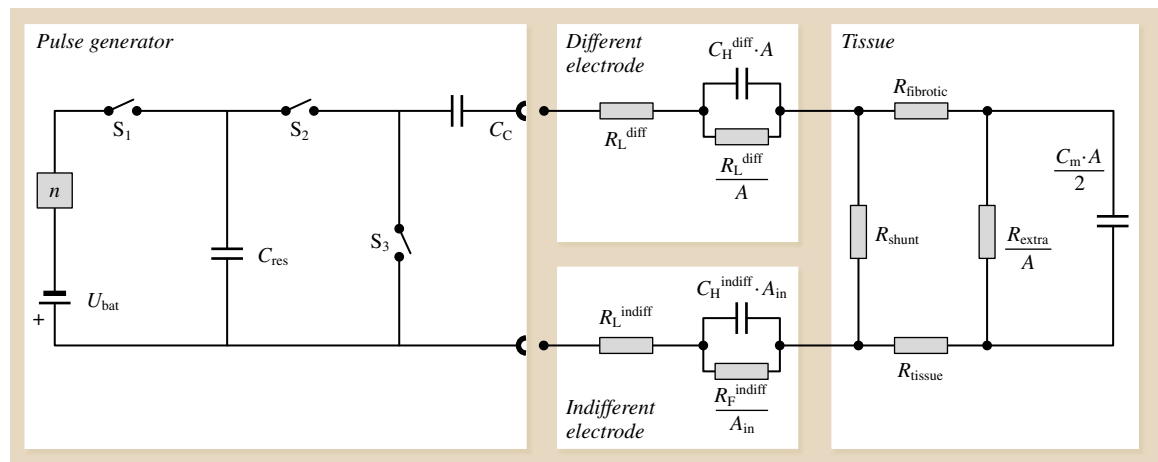 Pulse generator
S₁
S₂
n
C_C
S₃
C_res
U_bat
+
Different
electrode
C_H^diff·A
R_L^diff
R_L^diff
A
C_H^indiff·A_in
R_L^indiff
R_F^indiff
A_in
Indifferent
electrode
Tissue
R_fibrotic
C_m·A
2
R_shunt
R_extra
A
R_tissue